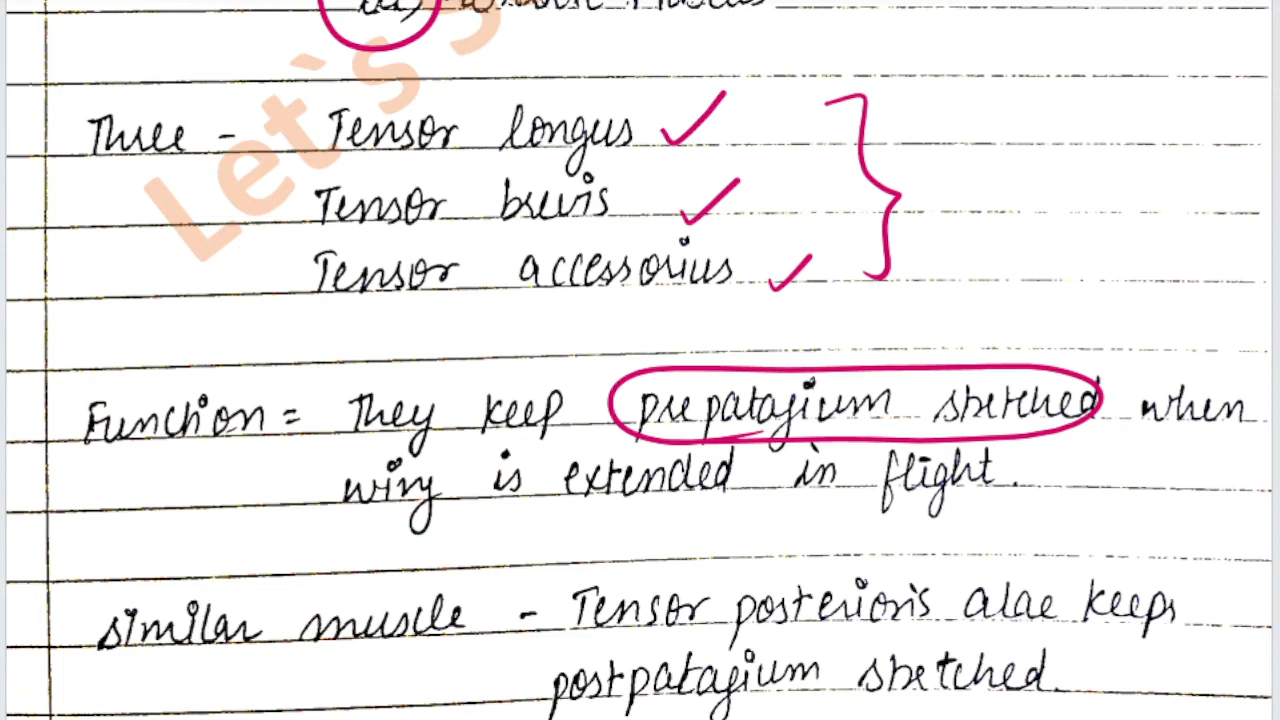 Let's
Three - Tensor longus
Tensor brevis
Tensor accessorius
Function = They keep prepatagium stretched when
wing is extended in flight.
Similar muscle - Tensor posterioris alae keeps
postpatagium stretched.